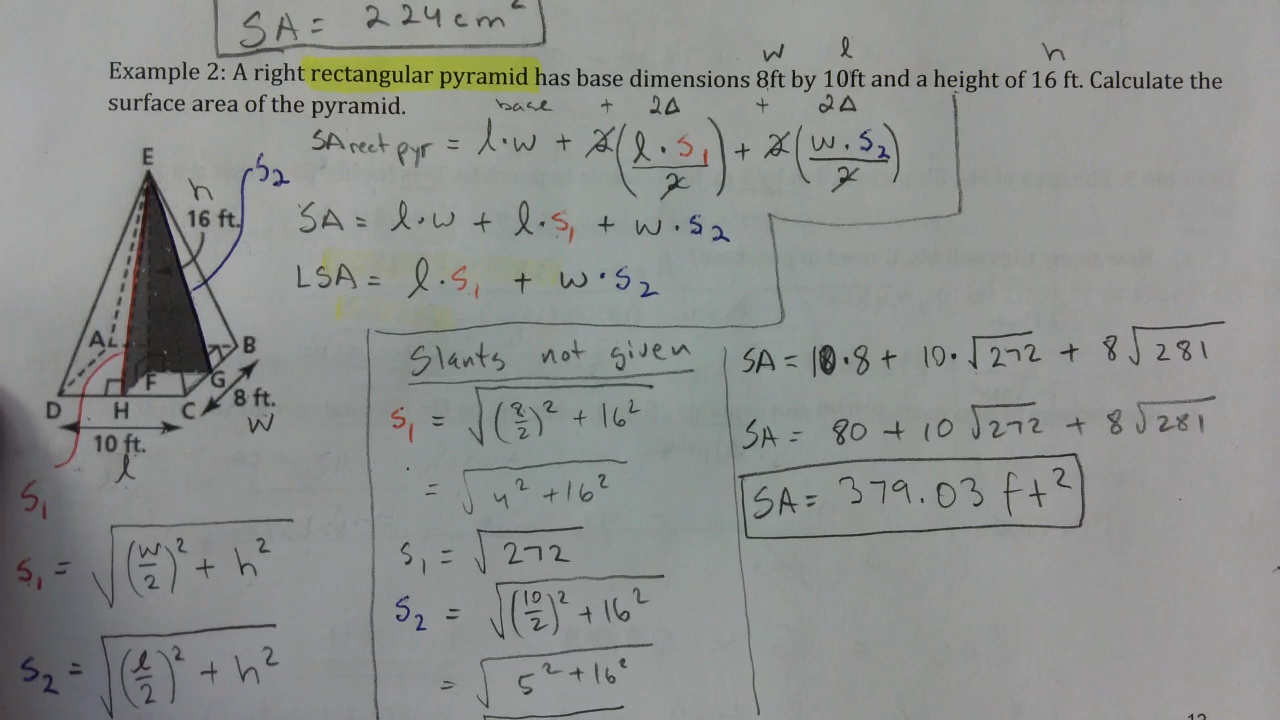 SA = 224 cm²
w l h
Example 2: A right rectangular pyramid has base dimensions 8ft by 10ft and a height of 16 ft. Calculate the
surface area of the pyramid.
base + 2Δ + 2Δ
SA rect pyr = l·w + 2(l·s₁/2) + 2(w·s₂/2)
SA = l·w + l·s₁ + w·s₂
LSA = l·s₁ + w·s₂
E
s₂
h
16 ft.
A
B
F
G
D
H
C
8 ft.
w
10 ft.
l
s₁
s₁ = √((w/2)² + h²)
s₂ = √((l/2)² + h²)
Slants not given
s₁ = √((8/2)² + 16²)
= √(4² + 16²)
s₁ = √272
s₂ = √((10/2)² + 16²)
= √(5² + 16²)
SA = 10·8 + 10·√272 + 8√281
SA = 80 + 10√272 + 8√281
SA = 379.03 ft²